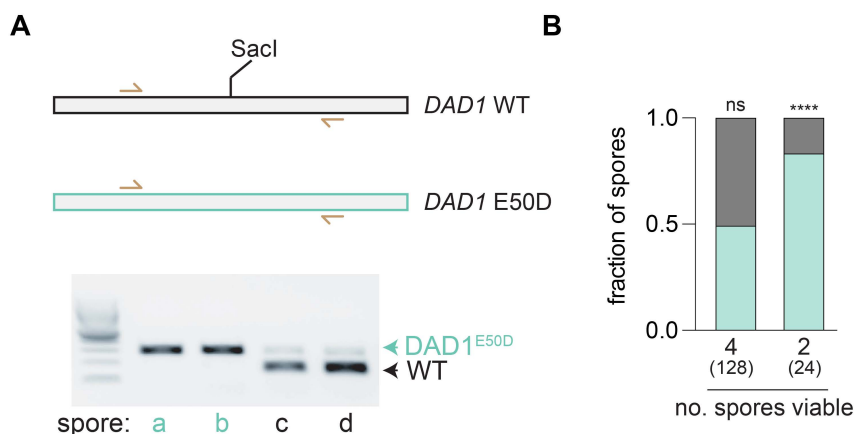 A
SacI
DAD1 WT
DAD1 E50D
DAD1E50D
WT
spore: a b c d
B
ns ****
fraction of spores
1.0
0.5
0.0
4 2
(128) (24)
no. spores viable